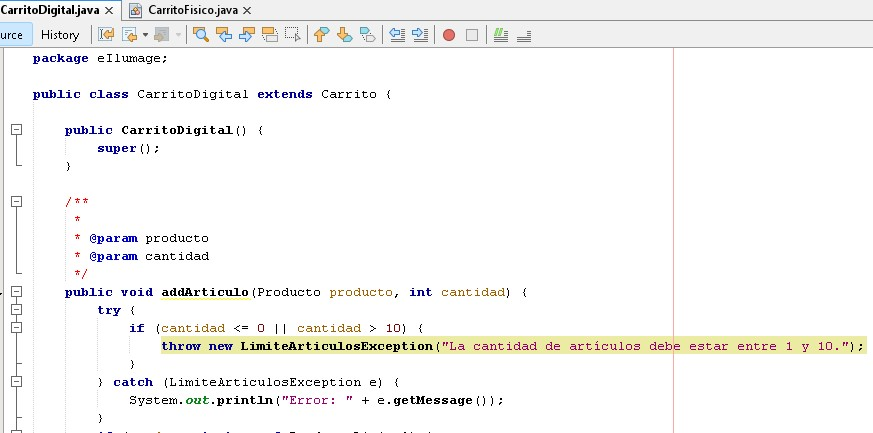 CarritoDigital.java CarritoFisico.java
urce History
package eIlumage;
public class CarritoDigital extends Carrito {
public CarritoDigital() {
super();
}
/**
*
* @param producto
* @param cantidad
*/
public void addArticulo(Producto producto, int cantidad) {
try {
if (cantidad <= 0 || cantidad > 10) {
throw new LimiteArticulosException("La cantidad de artículos debe estar entre 1 y 10.");
}
} catch (LimiteArticulosException e) {
System.out.println("Error: " + e.getMessage());
}